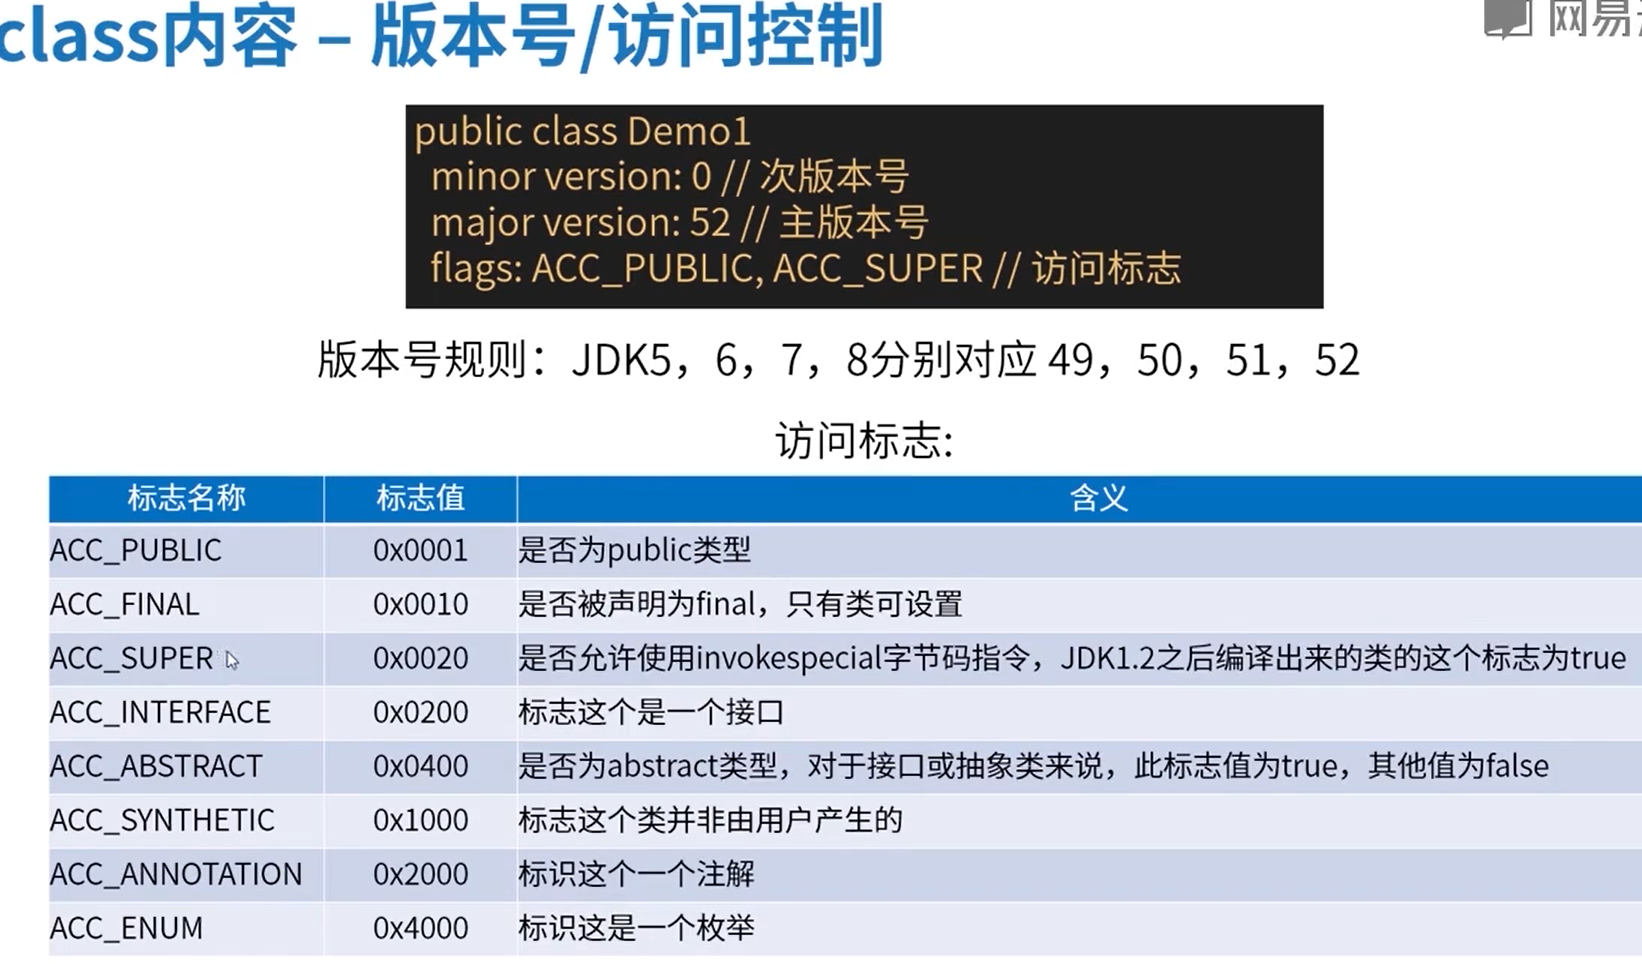 class内容 – 版本号/访问控制
网易
public class Demo1
minor version: 0 // 次版本号
major version: 52 // 主版本号
flags: ACC_PUBLIC, ACC_SUPER // 访问标志
版本号规则：JDK5，6，7，8分别对应 49，50，51，52
访问标志:
标志名称 标志值 含义
ACC_PUBLIC 0x0001 是否为public类型
ACC_FINAL 0x0010 是否被声明为final，只有类可设置
ACC_SUPER 0x0020 是否允许使用invokespecial字节码指令，JDK1.2之后编译出来的类的这个标志为true
ACC_INTERFACE 0x0200 标志这个是一个接口
ACC_ABSTRACT 0x0400 是否为abstract类型，对于接口或抽象类来说，此标志值为true，其他值为false
ACC_SYNTHETIC 0x1000 标志这个类并非由用户产生的
ACC_ANNOTATION 0x2000 标识这个一个注解
ACC_ENUM 0x4000 标识这是一个枚举